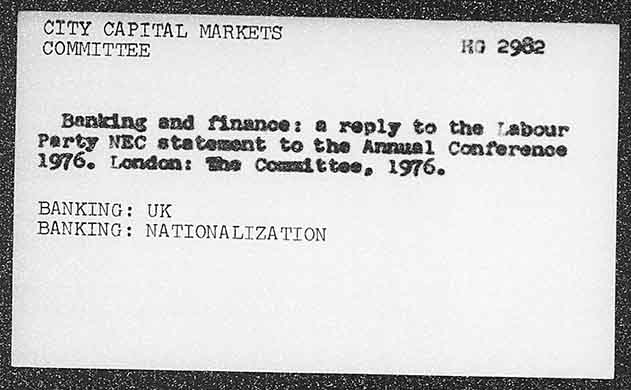 CITY CAPITAL MARKETS
COMMITTEE
HG 2982
Banking and finance: a reply to the Labour
Party NEC statement to the Annual Conference
1976. London: The Committee, 1976.
BANKING: UK
BANKING: NATIONALIZATION